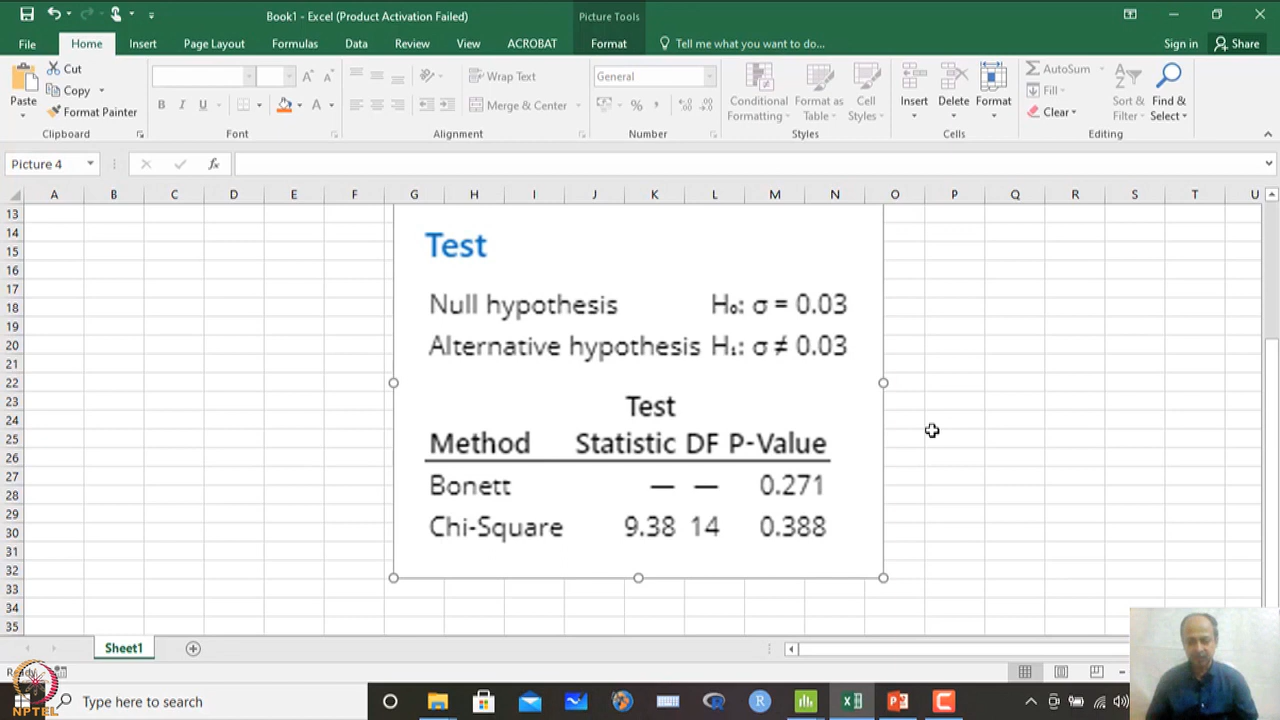 Book1 - Excel (Product Activation Failed)
Picture Tools
File Home Insert Page Layout Formulas Data Review View ACROBAT Format Tell me what you want to do... Sign in Share
Paste
Cut
Copy
Format Painter
Clipboard
B I U
A A
A
Font
Wrap Text
Merge & Center
Alignment
General
%
Number
Conditional Formatting
Format as Table
Cell Styles
Styles
Insert
Delete
Format
Cells
AutoSum
Fill
Clear
Sort & Filter
Find & Select
Editing
Picture 4
fx
A B C D E F G H I J K L M N O P Q R S T U
13
14
15
16
17
18
19
20
21
22
23
24
25
26
27
28
29
30
31
32
33
34
35
Test
Null hypothesis H₀: σ = 0.03
Alternative hypothesis H₁: σ ≠ 0.03
Test
Method Statistic DF P-Value
Bonett — — 0.271
Chi-Square 9.38 14 0.388
Sheet1
NPTEL
Type here to search